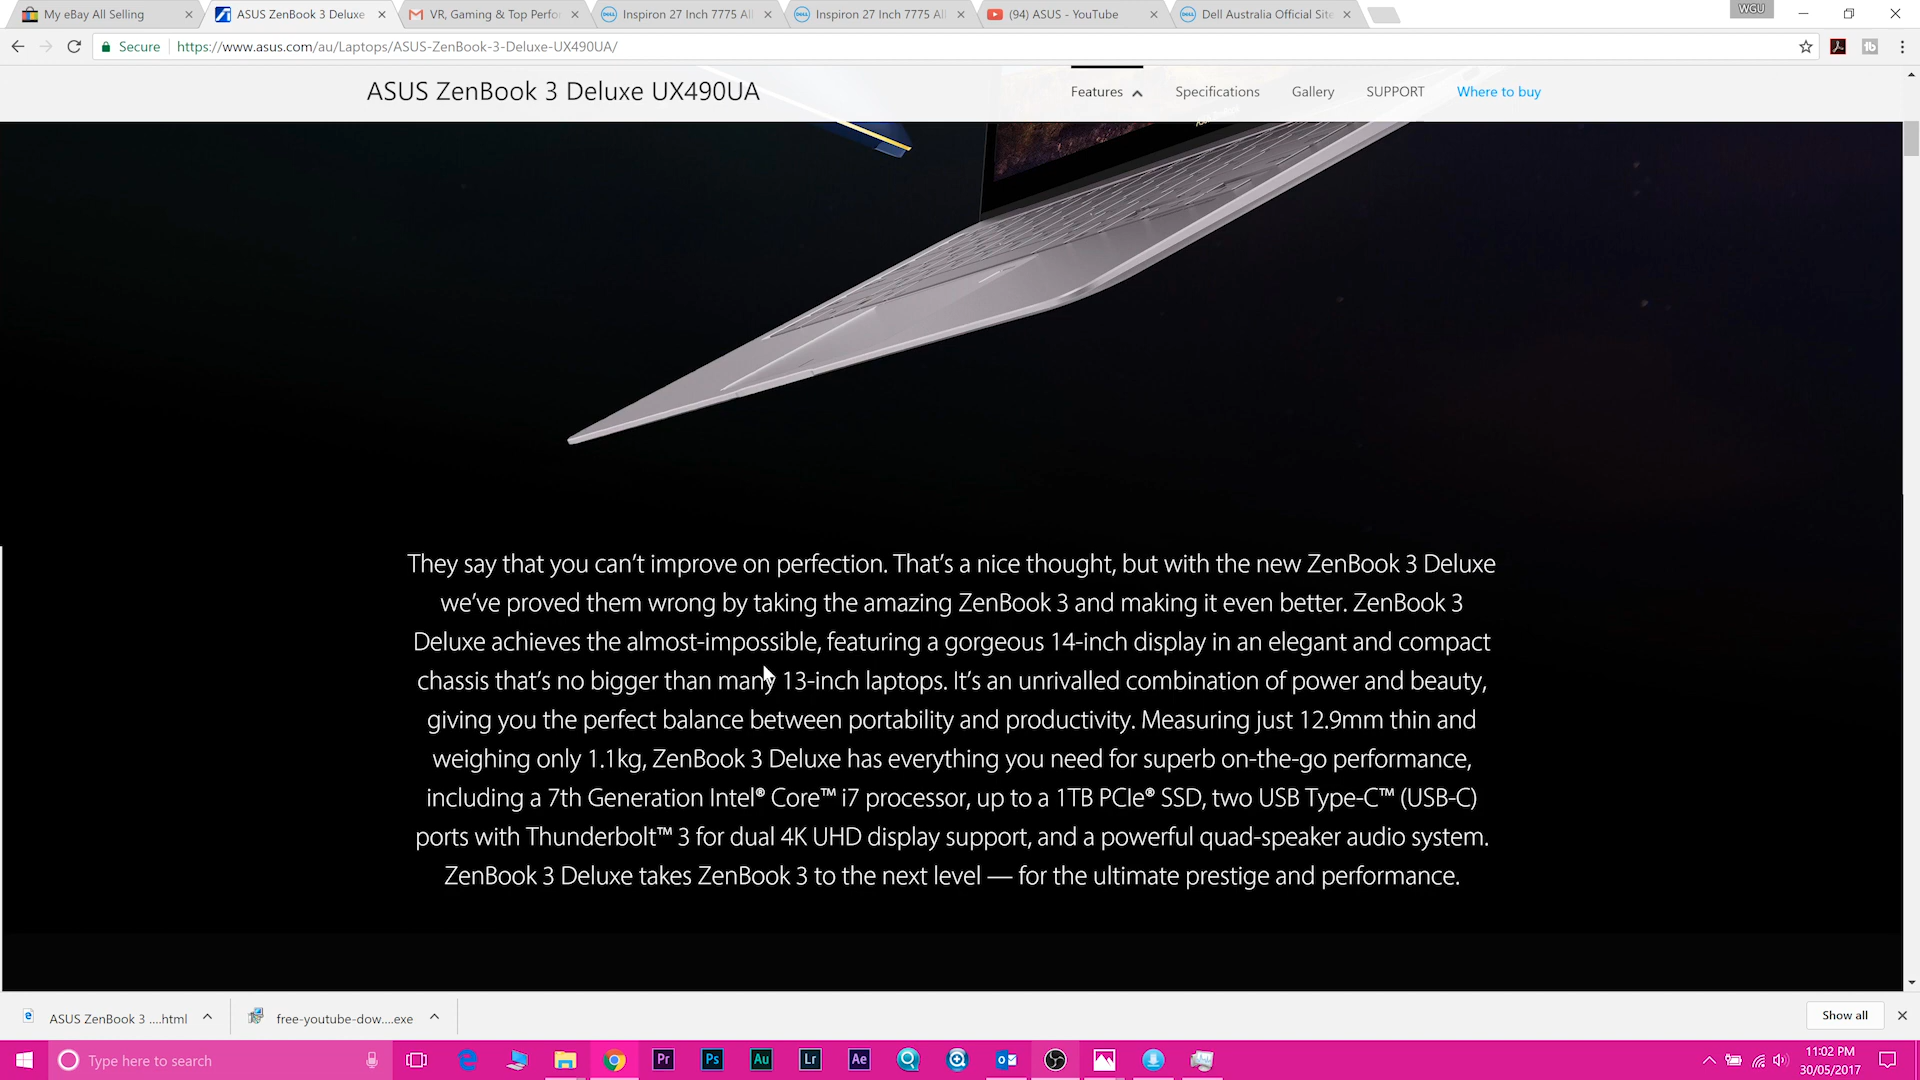 My eBay All Selling
ASUS ZenBook 3 Deluxe
VR, Gaming & Top Perfo
Inspiron 27 Inch 7775 All
Inspiron 27 Inch 7775 All
(94) ASUS - YouTube
Dell Australia Official Site
WGU
Secure
https://www.asus.com/au/Laptops/ASUS-ZenBook-3-Deluxe-UX490UA/
ASUS ZenBook 3 Deluxe UX490UA
Features
Specifications
Gallery
SUPPORT
Where to buy
They say that you can't improve on perfection. That's a nice thought, but with the new ZenBook 3 Deluxe
we've proved them wrong by taking the amazing ZenBook 3 and making it even better. ZenBook 3
Deluxe achieves the almost-impossible, featuring a gorgeous 14-inch display in an elegant and compact
chassis that's no bigger than many 13-inch laptops. It's an unrivalled combination of power and beauty,
giving you the perfect balance between portability and productivity. Measuring just 12.9mm thin and
weighing only 1.1kg, ZenBook 3 Deluxe has everything you need for superb on-the-go performance,
including a 7th Generation Intel® Core™ i7 processor, up to a 1TB PCIe® SSD, two USB Type-C™ (USB-C)
ports with Thunderbolt™ 3 for dual 4K UHD display support, and a powerful quad-speaker audio system.
ZenBook 3 Deluxe takes ZenBook 3 to the next level — for the ultimate prestige and performance.
ASUS ZenBook 3 ....html
free-youtube-dow....exe
Show all
Type here to search
Pr
Ps
Au
Lr
Ae
11:02 PM
30/05/2017